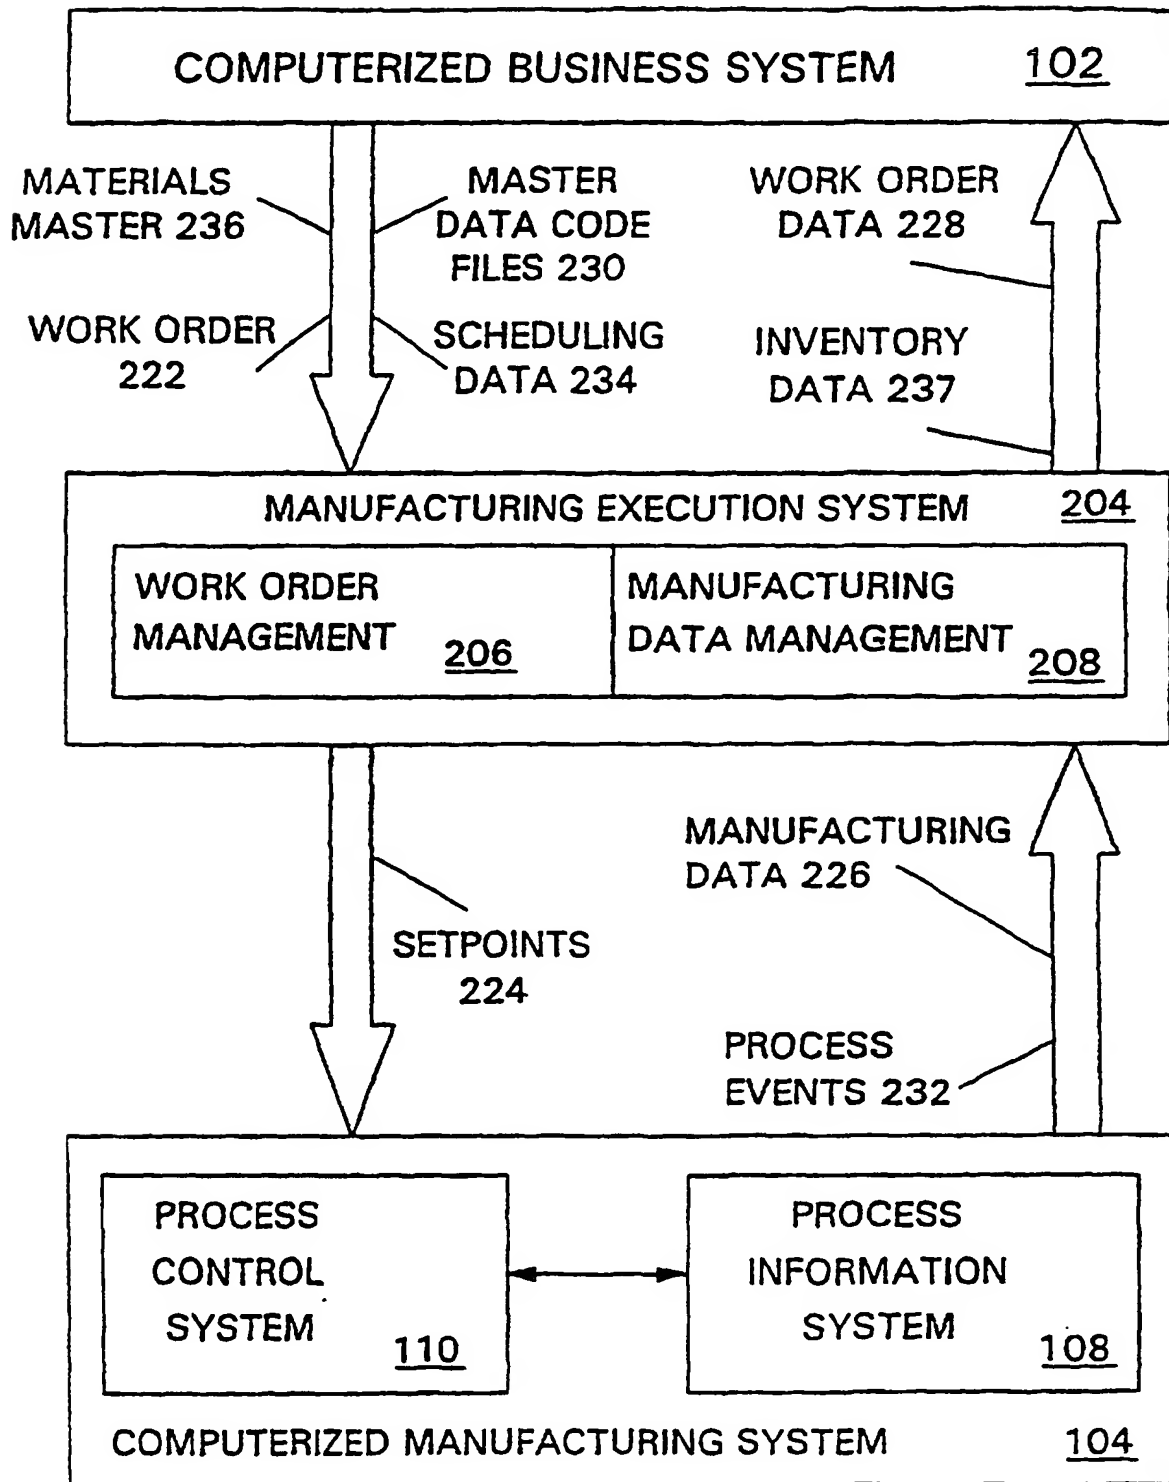 COMPUTERIZED BUSINESS SYSTEM 102
MATERIALS
MASTER 236
MASTER
DATA CODE
FILES 230
WORK ORDER
DATA 228
WORK ORDER
222
SCHEDULING
DATA 234
INVENTORY
DATA 237
MANUFACTURING EXECUTION SYSTEM 204
WORK ORDER
MANAGEMENT 206
MANUFACTURING
DATA MANAGEMENT 208
MANUFACTURING
DATA 226
SETPOINTS
224
PROCESS
EVENTS 232
PROCESS
CONTROL
SYSTEM
110
PROCESS
INFORMATION
SYSTEM
108
COMPUTERIZED MANUFACTURING SYSTEM 104